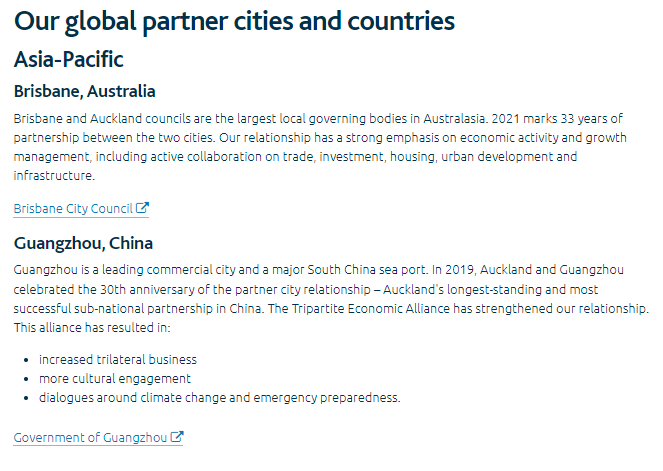 Our global partner cities and countries
Asia-Pacific
Brisbane, Australia
Brisbane and Auckland councils are the largest local governing bodies in Australasia. 2021 marks 33 years of
partnership between the two cities. Our relationship has a strong emphasis on economic activity and growth
management, including active collaboration on trade, investment, housing, urban development and
infrastructure.
Brisbane City Council
Guangzhou, China
Guangzhou is a leading commercial city and a major South China sea port. In 2019, Auckland and Guangzhou
celebrated the 30th anniversary of the partner city relationship – Auckland's longest-standing and most
successful sub-national partnership in China. The Tripartite Economic Alliance has strengthened our relationship.
This alliance has resulted in:
• increased trilateral business
• more cultural engagement
• dialogues around climate change and emergency preparedness.
Government of Guangzhou